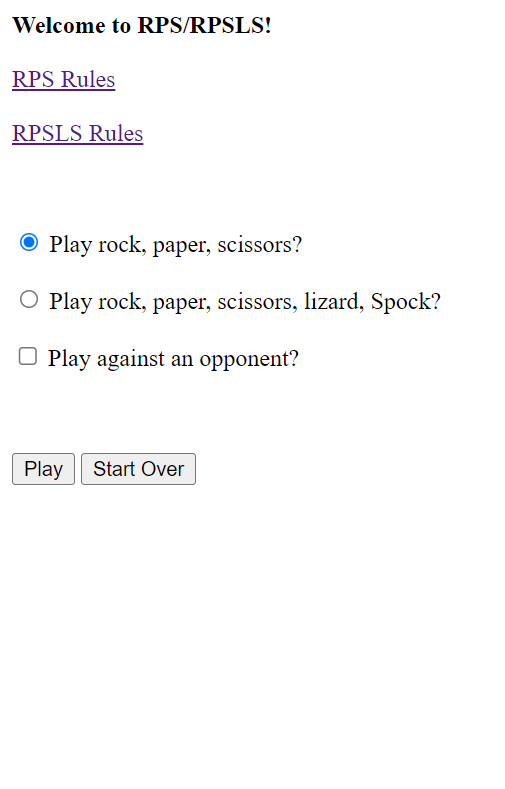 Welcome to RPS/RPSLS!
RPS Rules
RPSLS Rules
Play rock, paper, scissors?
Play rock, paper, scissors, lizard, Spock?
Play against an opponent?
Play Start Over